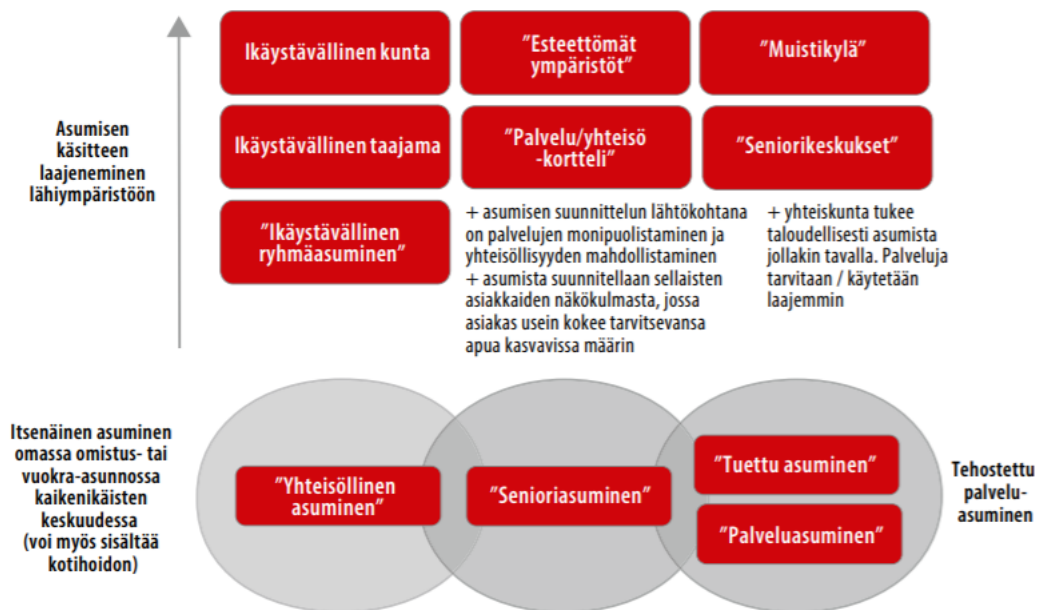 Ikäystävällinen kunta
"Esteettömät
ympäristöt"
"Muistikylä"
Asumisen
käsitteen
laajeneminen
lähiympäristöön
Ikäystävällinen taajama
"Palvelu/yhteisö
-kortteli"
"Seniorikeskukset"
"Ikäystävällinen
ryhmäasuminen"
+ asumisen suunnittelun lähtökohtana
on palvelujen monipuolistaminen ja
yhteisöllisyyden mahdollistaminen
+ asumista suunnitellaan sellaisten
asiakkaiden näkökulmasta, jossa
asiakas usein kokee tarvitsevansa
apua kasvavissa määrin
+ yhteiskunta tukee
taloudellisesti asumista
jollakin tavalla. Palveluja
tarvitaan / käytetään
laajemmin
Itsenäinen asuminen
omassa omistus- tai
vuokra-asunnossa
kaikenikäisten
keskuudessa
(voi myös sisältää
kotihoidon)
"Yhteisöllinen
asuminen"
"Senioriasuminen"
"Tuettu asuminen"
"Palveluasuminen"
Tehostettu
palvelu-
asuminen